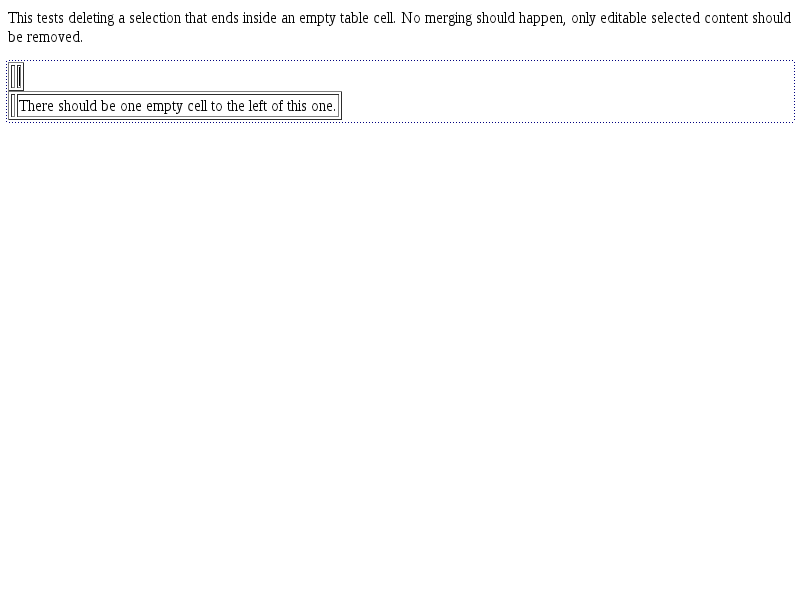 This tests deleting a selection that ends inside an empty table cell. No merging should happen, only editable selected content should
be removed.
There should be one empty cell to the left of this one.